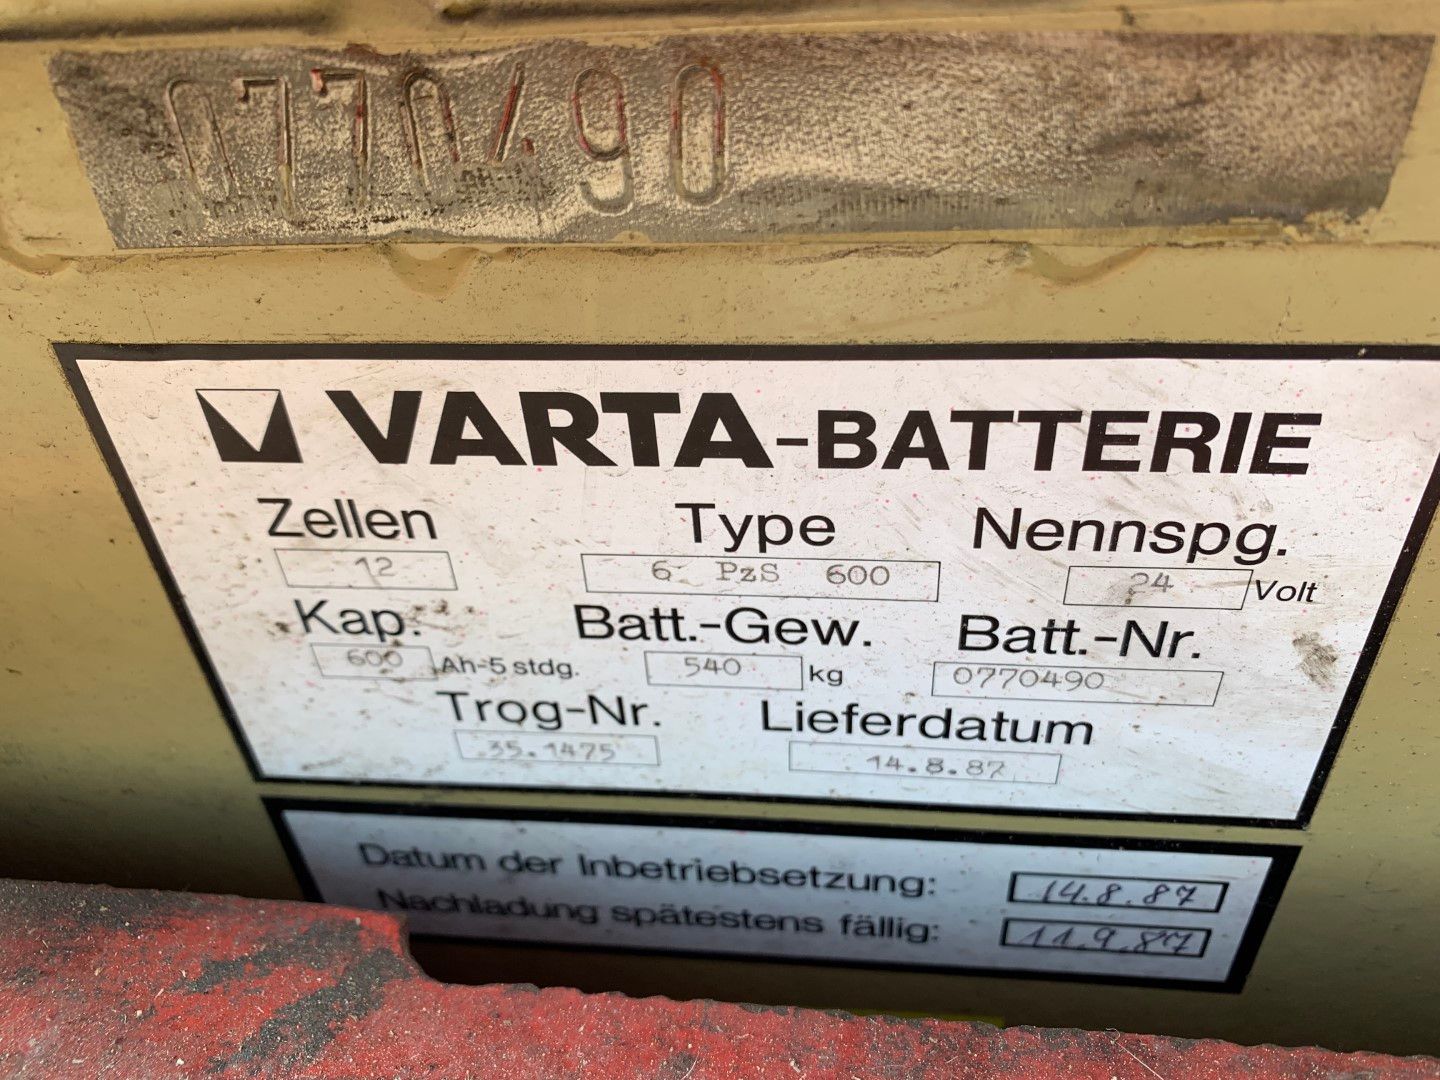 0770490
VARTA-BATTERIE
Zellen Type Nennspg.
12 6 PzS 600 24 Volt
Kap. Batt.-Gew. Batt.-Nr.
600 Ah-5 stdg. 540 kg 0770490
Trog-Nr. Lieferdatum
35.1475 14.8.87
Datum der Inbetriebsetzung: 14.8.87
Nachladung spätestens fällig: 11.9.87